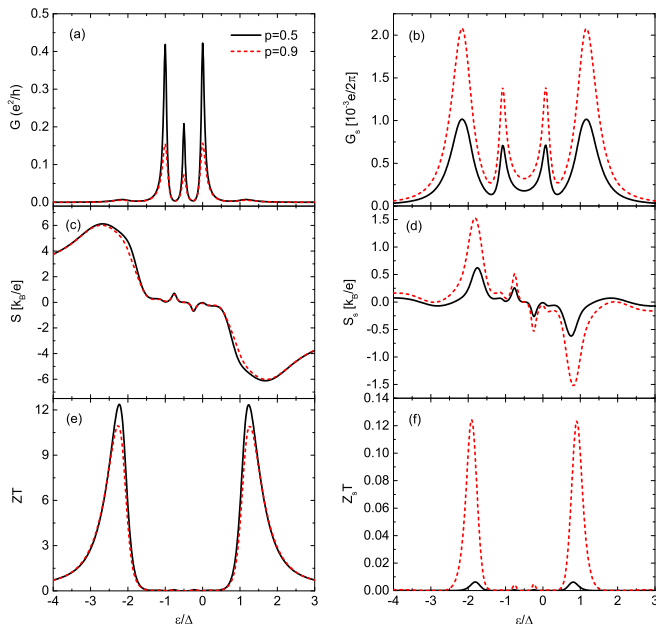 0.5
0.4
0.3
0.2
0.1
0.0
G (e²/h)
(a)
p=0.5
p=0.9
2.0
1.5
1.0
0.5
0.0
Gₛ [10⁻³e/2π]
(b)
6
4
2
0
-2
-4
-6
S [k_B/e]
(c)
1.5
1.0
0.5
0.0
-0.5
-1.0
-1.5
Sₛ [k_B/e]
(d)
12
9
6
3
0
ZT
(e)
-4 -3 -2 -1 0 1 2 3
ε/Δ
0.14
0.12
0.10
0.08
0.06
0.04
0.02
0.00
ZₛT
(f)
-4 -3 -2 -1 0 1 2 3
ε/Δ